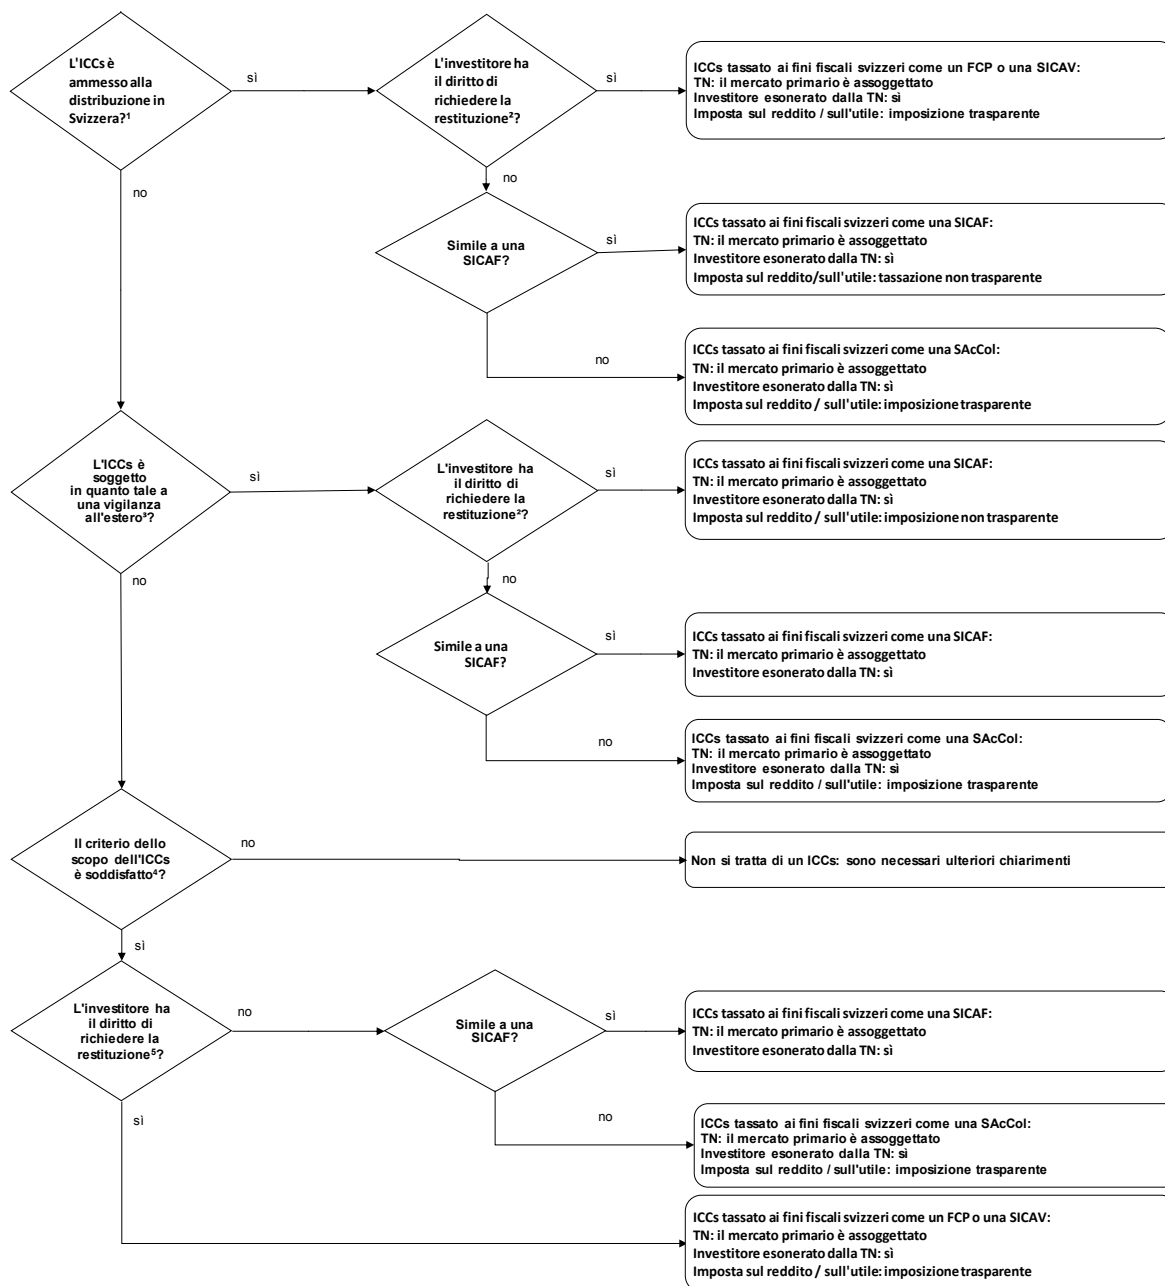 L'ICCs è
ammesso alla
distribuzione in
Svizzera?¹
sì
L'investitore ha
il diritto di
richiedere la
restituzione²?
sì
ICCs tassato ai fini fiscali svizzeri come un FCP o una SICAV:
TN: il mercato primario è assoggettato
Investitore esonerato dalla TN: sì
Imposta sul reddito / sull'utile: imposizione trasparente
no
no
Simile a una
SICAF?
sì
ICCs tassato ai fini fiscali svizzeri come una SICAF:
TN: il mercato primario è assoggettato
Investitore esonerato dalla TN: sì
Imposta sul reddito/sull'utile: tassazione non trasparente
no
ICCs tassato ai fini fiscali svizzeri come una SAcCol:
TN: il mercato primario è assoggettato
Investitore esonerato dalla TN: sì
Imposta sul reddito / sull'utile: imposizione trasparente
L'ICCs è
soggetto
in quanto tale a
una vigilanza
all'estero³?
sì
L'investitore ha
il diritto di
richiedere la
restituzione²?
sì
ICCs tassato ai fini fiscali svizzeri come una SICAF:
TN: il mercato primario è assoggettato
Investitore esonerato dalla TN: sì
Imposta sul reddito / sull'utile: imposizione non trasparente
no
no
Simile a una
SICAF?
sì
ICCs tassato ai fini fiscali svizzeri come una SICAF:
TN: il mercato primario è assoggettato
Investitore esonerato dalla TN: sì
no
ICCs tassato ai fini fiscali svizzeri come una SAcCol:
TN: il mercato primario è assoggettato
Investitore esonerato dalla TN: sì
Imposta sul reddito / sull'utile: imposizione trasparente
Il criterio dello
scopo dell'ICCs
è soddisfatto⁴?
no
Non si tratta di un ICCs: sono necessari ulteriori chiarimenti
sì
L'investitore ha
il diritto di
richiedere la
restituzione⁵?
no
Simile a una
SICAF?
sì
ICCs tassato ai fini fiscali svizzeri come una SICAF:
TN: il mercato primario è assoggettato
Investitore esonerato dalla TN: sì
sì
no
ICCs tassato ai fini fiscali svizzeri come una SAcCol:
TN: il mercato primario è assoggettato
Investitore esonerato dalla TN: sì
Imposta sul reddito / sull'utile: imposizione trasparente
ICCs tassato ai fini fiscali svizzeri come un FCP o una SICAV:
TN: il mercato primario è assoggettato
Investitore esonerato dalla TN: sì
Imposta sul reddito / sull'utile: imposizione trasparente